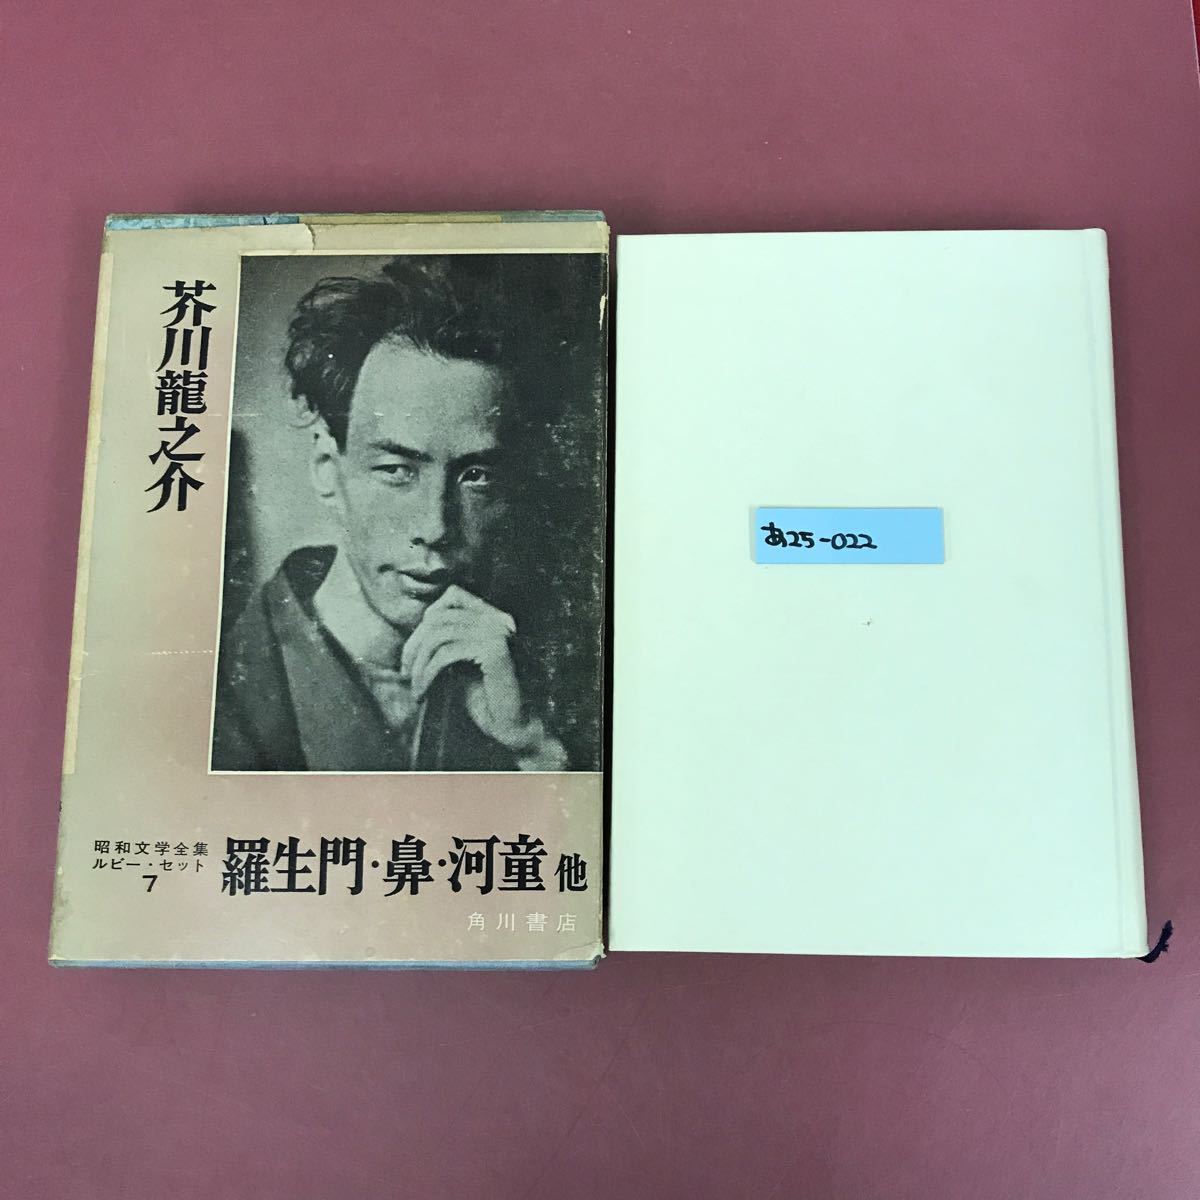 芥川龍之介
昭和文学全集
ルビー・セット
7
羅生門・鼻・河童 他
角川書店
あ25-022